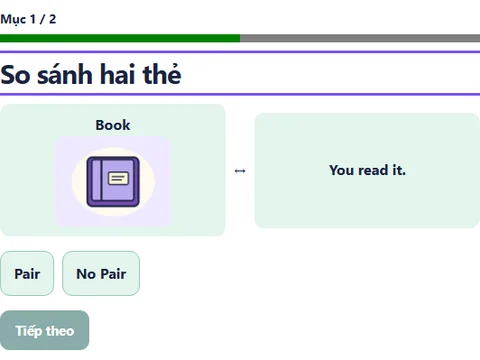 Mục 1 / 2
So sánh hai thẻ
Book
↔
You read it.
Pair
No Pair
Tiếp theo